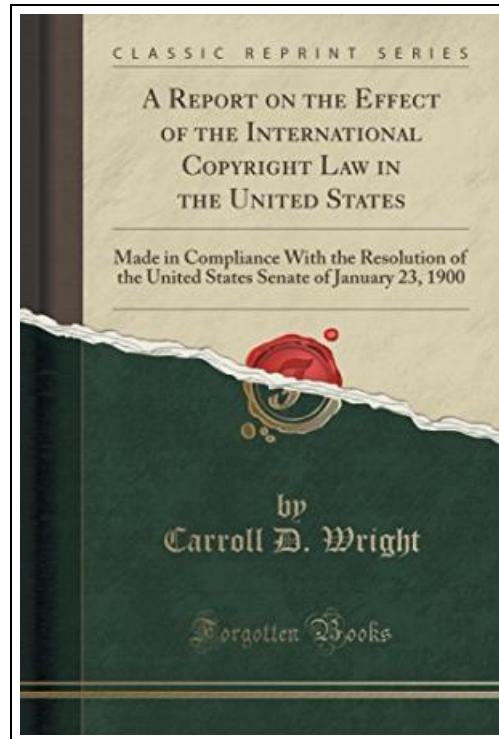 CLASSIC REPRINT SERIES
A REPORT ON THE EFFECT
OF THE INTERNATIONAL
COPYRIGHT LAW IN
THE UNITED STATES
Made in Compliance With the Resolution of
the United States Senate of January 23, 1900
by
Carroll D. Wright
Forgotten Books